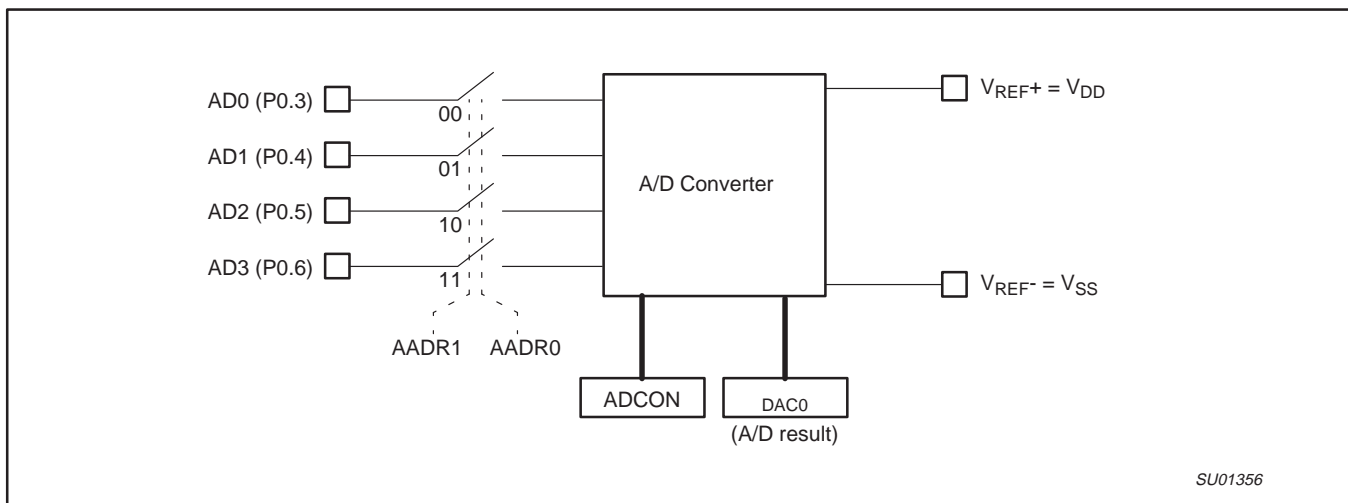 AD0 (P0.3)
00
AD1 (P0.4)
01
AD2 (P0.5)
10
AD3 (P0.6)
11
AADR1 AADR0
A/D Converter
VREF+ = VDD
VREF- = VSS
ADCON
DAC0
(A/D result)
SU01356